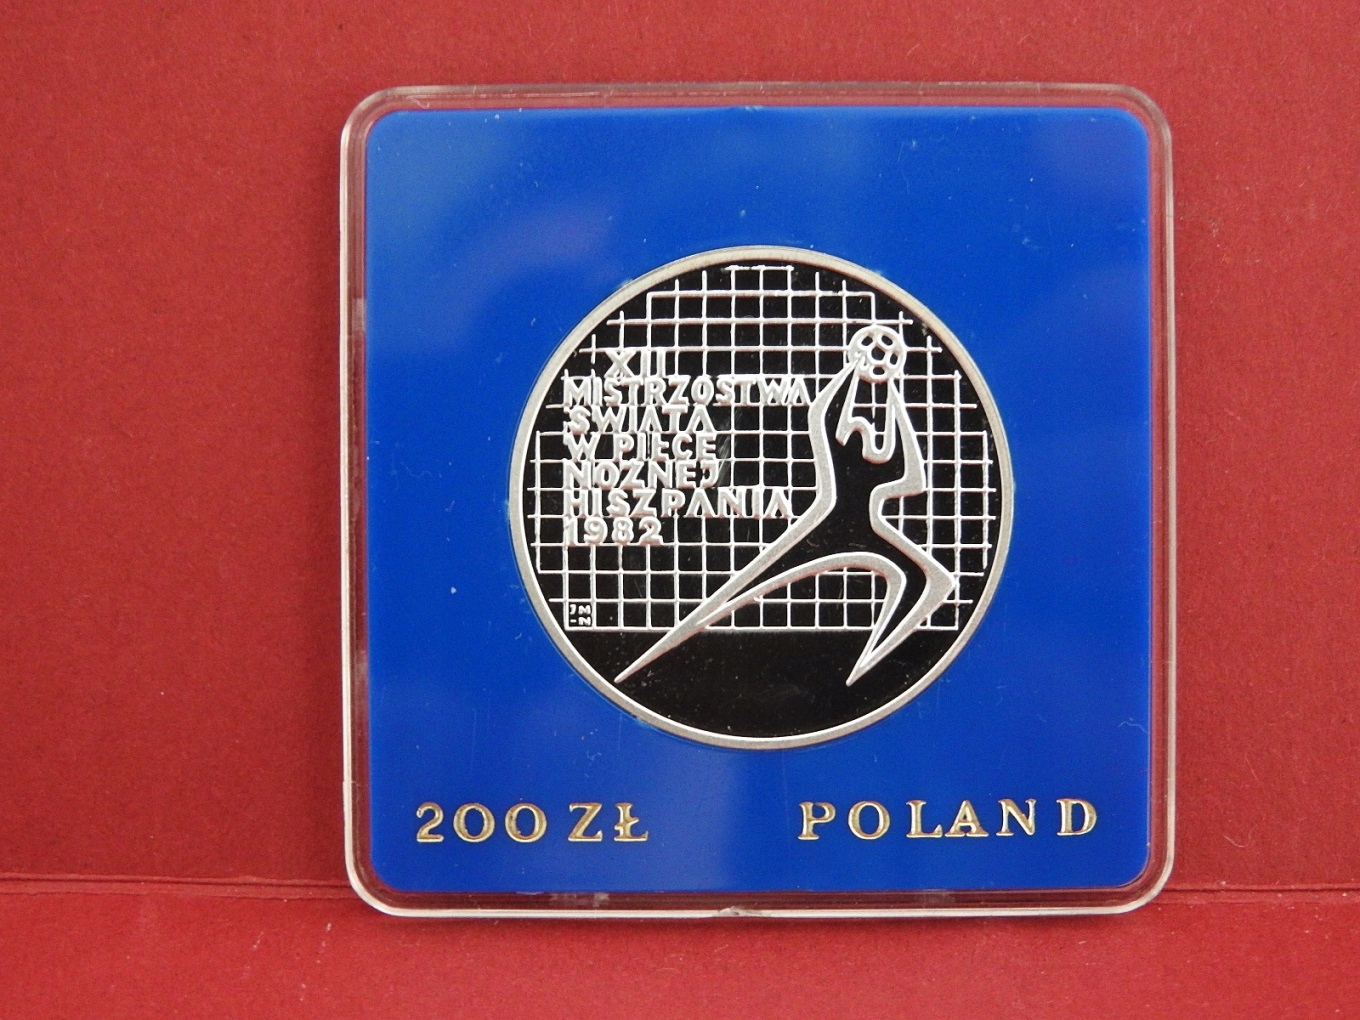 XII
MISTRZOSTWA
ŚWIATA
W PIŁCE
NOŻNEJ
HISZPANIA
1982
200 ZŁ
POLAND